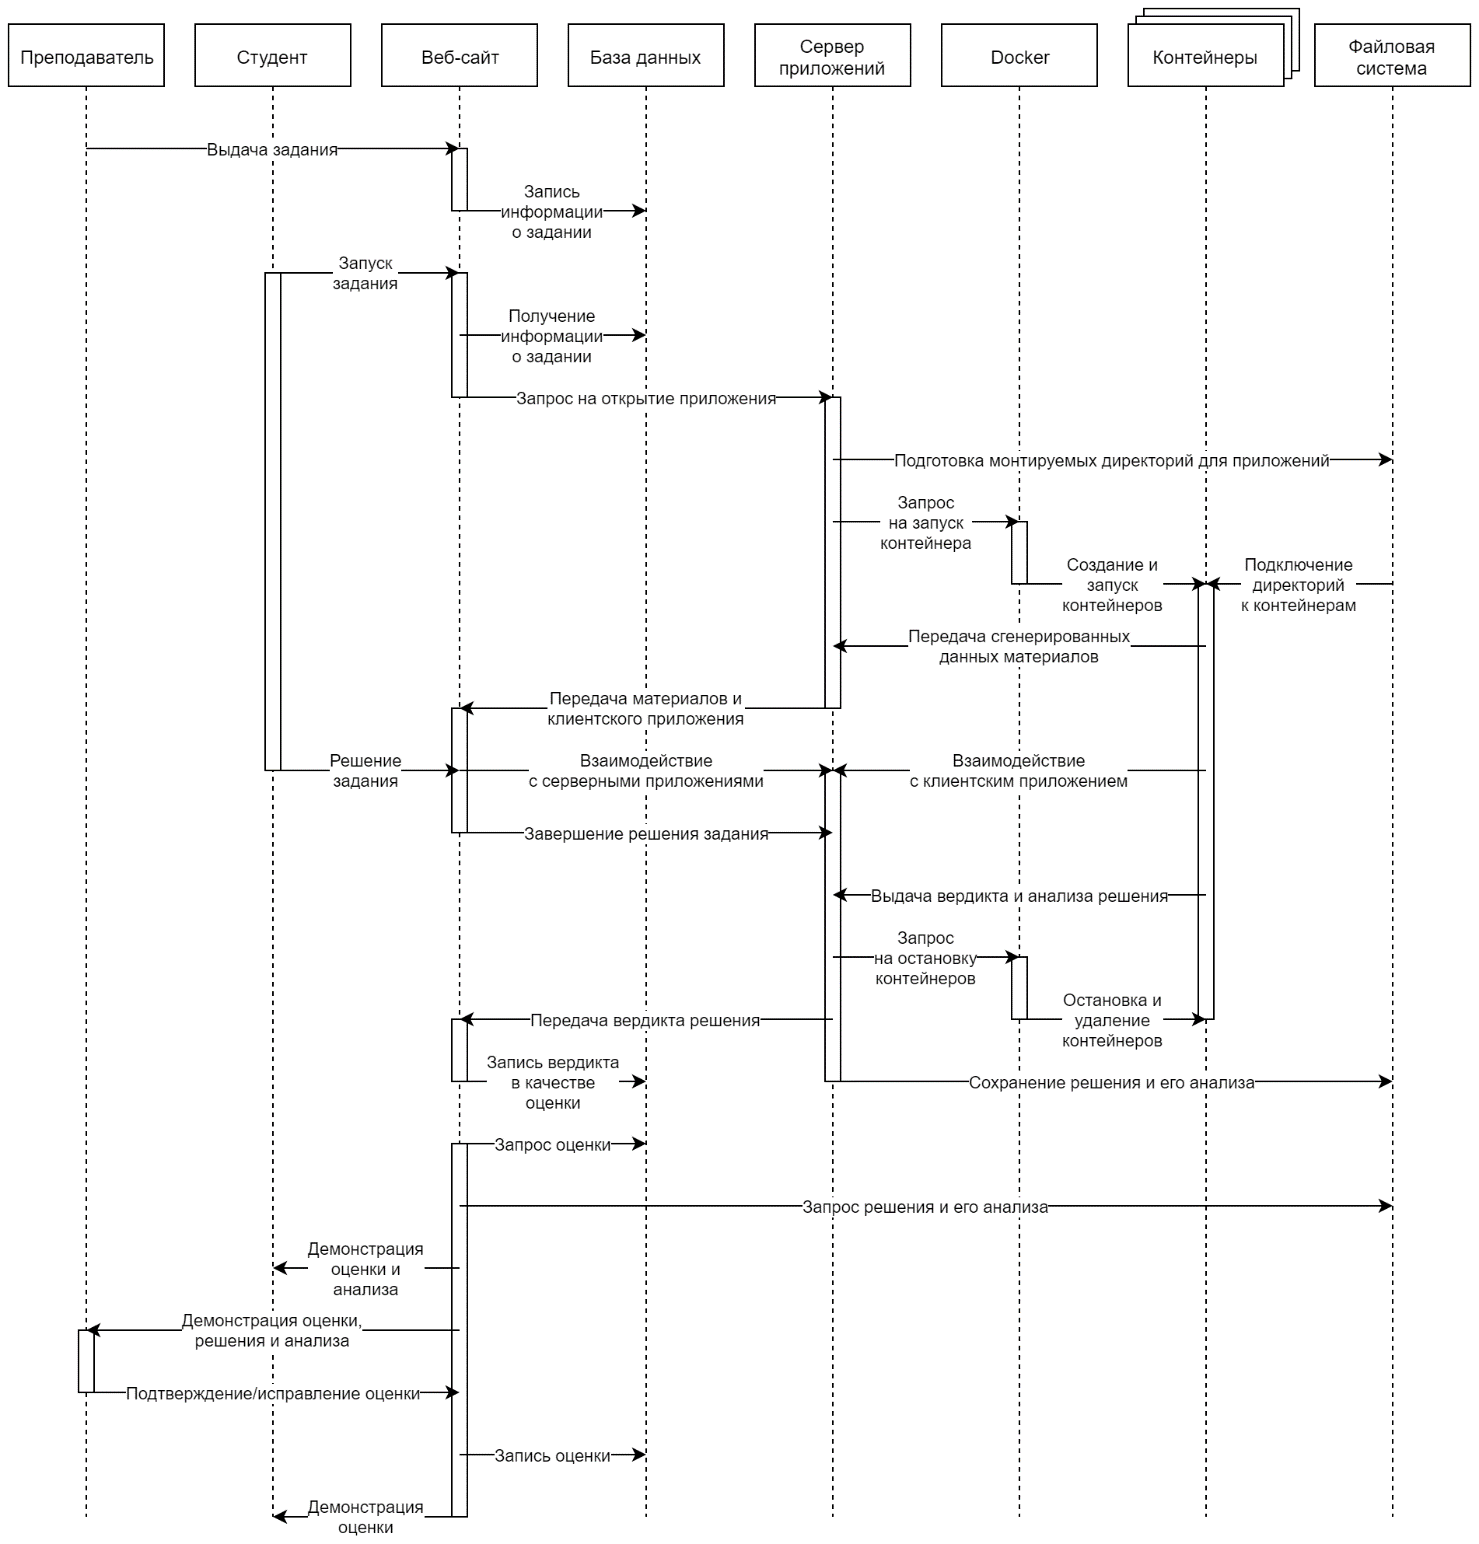 Преподаватель
Студент
Веб-сайт
База данных
Сервер
приложений
Docker
Контейнеры
Файловая
система
Выдача задания
Запись
информации
о задании
Запуск
задания
Получение
информации
о задании
Запрос на открытие приложения
Подготовка монтируемых директорий для приложений
Запрос
на запуск
контейнера
Создание и
запуск
контейнеров
Подключение
директорий
к контейнерам
Передача сгенерированных
данных материалов
Передача материалов и
клиентского приложения
Решение
задания
Взаимодействие
с серверными приложениями
Взаимодействие
с клиентским приложением
Завершение решения задания
Выдача вердикта и анализа решения
Запрос
на остановку
контейнеров
Остановка и
удаление
контейнеров
Передача вердикта решения
Запись вердикта
в качестве
оценки
Сохранение решения и его анализа
Запрос оценки
Запрос решения и его анализа
Демонстрация
оценки и
анализа
Демонстрация оценки,
решения и анализа
Подтверждение/исправление оценки
Запись оценки
Демонстрация
оценки